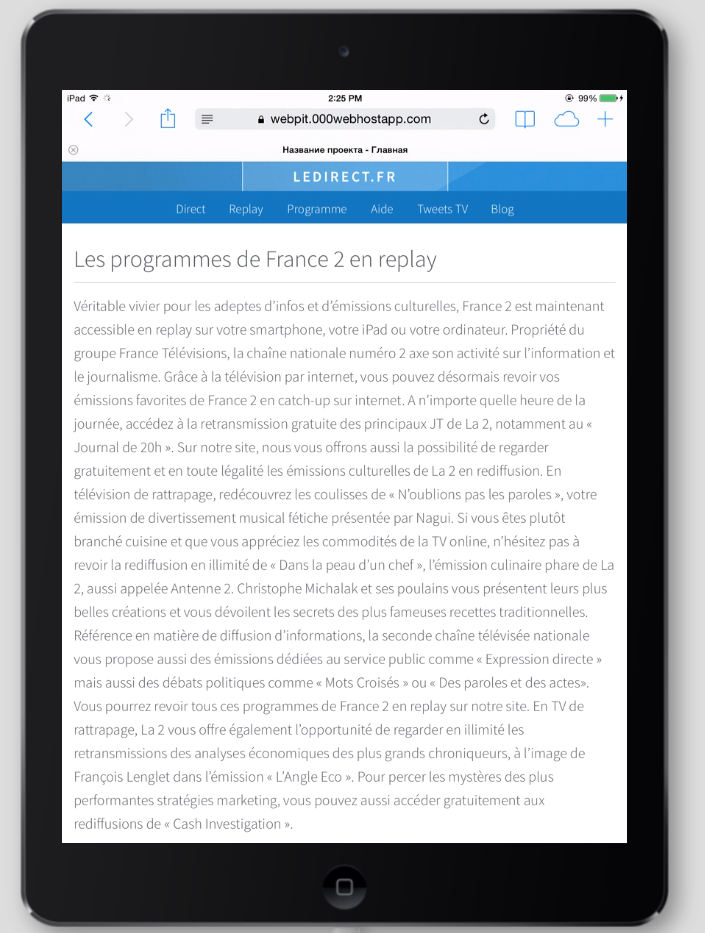 iPad 2:25 PM 99%
webpit.000webhostapp.com
Название проекта - Главная
LEDIRECT.FR
Direct Replay Programme Aide Tweets TV Blog
Les programmes de France 2 en replay
Véritable vivier pour les adeptes d’infos et d’émissions culturelles, France 2 est maintenant
accessible en replay sur votre smartphone, votre iPad ou votre ordinateur. Propriété du
groupe France Télévisions, la chaîne nationale numéro 2 axe son activité sur l’information et
le journalisme. Grâce à la télévision par internet, vous pouvez désormais revoir vos
émissions favorites de France 2 en catch-up sur internet. A n’importe quelle heure de la
journée, accédez à la retransmission gratuite des principaux JT de La 2, notamment au «
Journal de 20h ». Sur notre site, nous vous offrons aussi la possibilité de regarder
gratuitement et en toute légalité les émissions culturelles de La 2 en rediffusion. En
télévision de rattrapage, redécouvrez les coulisses de « N’oublions pas les paroles », votre
émission de divertissement musical fétiche présentée par Nagui. Si vous êtes plutôt
branché cuisine et que vous appréciez les commodités de la TV online, n’hésitez pas à
revoir la rediffusion en illimité de « Dans la peau d’un chef », l’émission culinaire phare de La
2, aussi appelée Antenne 2. Christophe Michalak et ses poulains vous présentent leurs plus
belles créations et vous dévoilent les secrets des plus fameuses recettes traditionnelles.
Référence en matière de diffusion d’informations, la seconde chaîne télévisée nationale
vous propose aussi des émissions dédiées au service public comme « Expression directe »
mais aussi des débats politiques comme « Mots Croisés » ou « Des paroles et des actes».
Vous pourrez revoir tous ces programmes de France 2 en replay sur notre site. En TV de
rattrapage, La 2 vous offre également l’opportunité de regarder en illimité les
retransmissions des analyses économiques des plus grands chroniqueurs, à l’image de
François Lenglet dans l’émission « L’Angle Eco ». Pour percer les mystères des plus
performantes stratégies marketing, vous pouvez aussi accéder gratuitement aux
rediffusions de « Cash Investigation ».